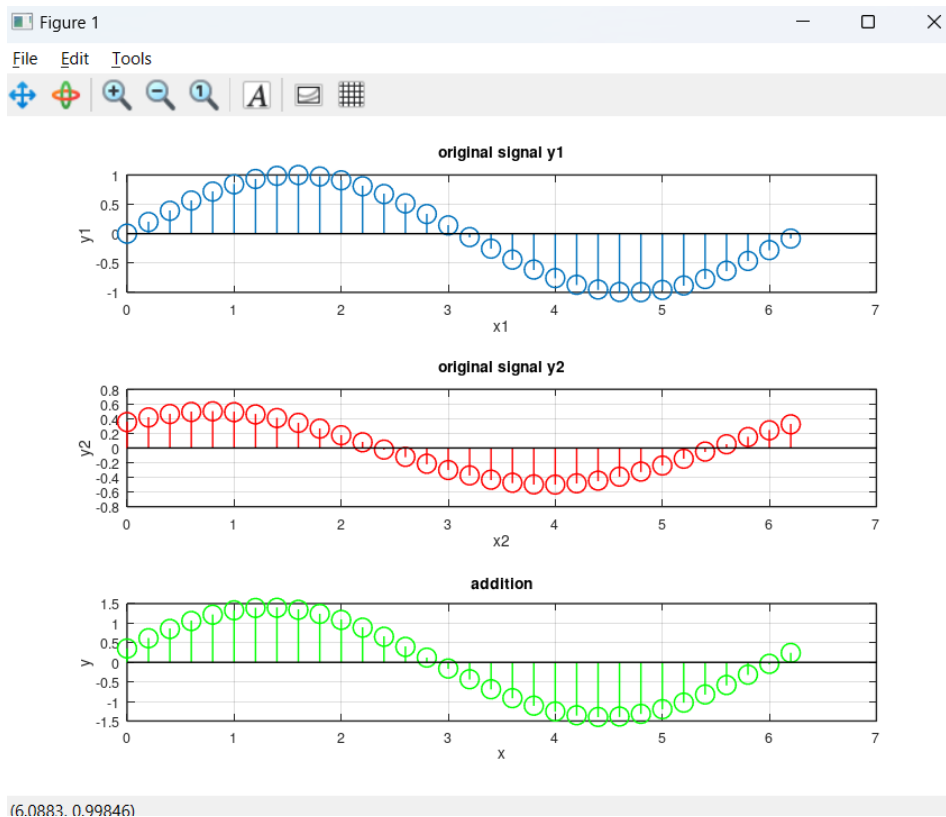 Figure 1
File Edit Tools
1 A
original signal y1
1
0.5
0
-0.5
-1
y1
0 1 2 3 4 5 6 7
x1
original signal y2
0.8
0.6
0.4
0.2
0
-0.2
-0.4
-0.6
-0.8
y2
0 1 2 3 4 5 6 7
x2
addition
1.5
1
0.5
0
-0.5
-1
-1.5
y
0 1 2 3 4 5 6 7
x
(6.0883, 0.99846)